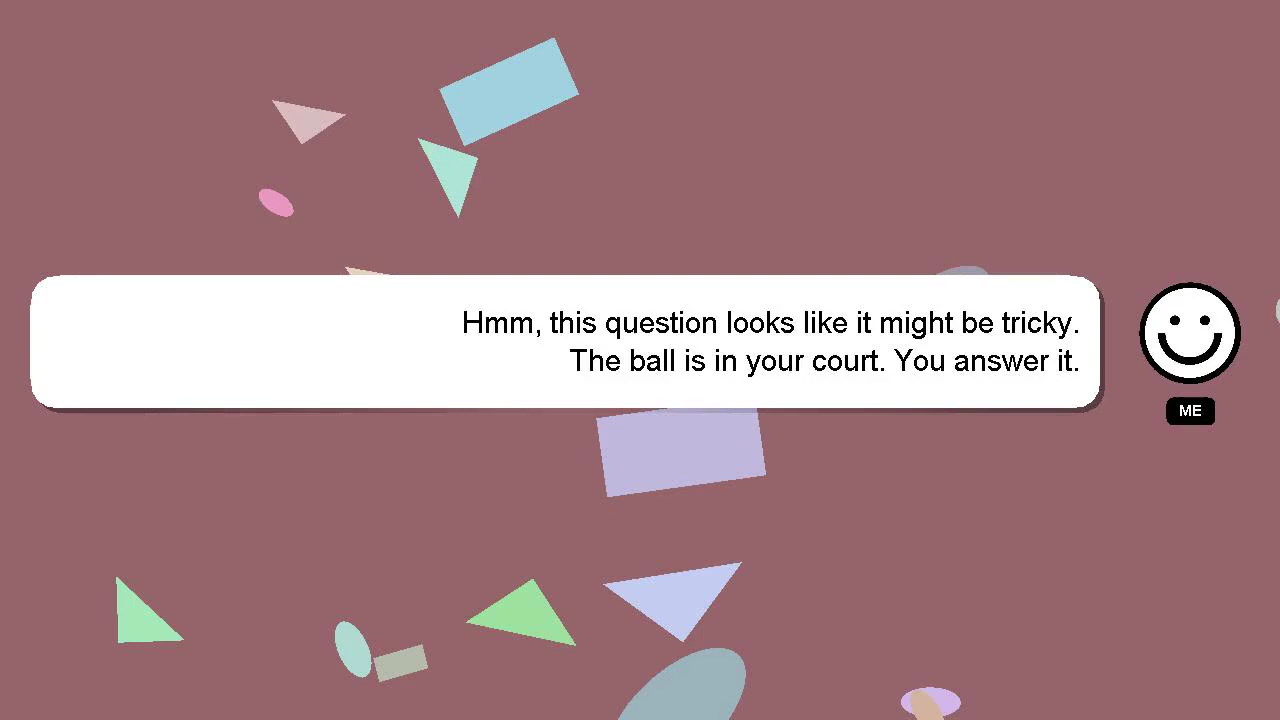 Hmm, this question looks like it might be tricky.
The ball is in your court. You answer it.
ME